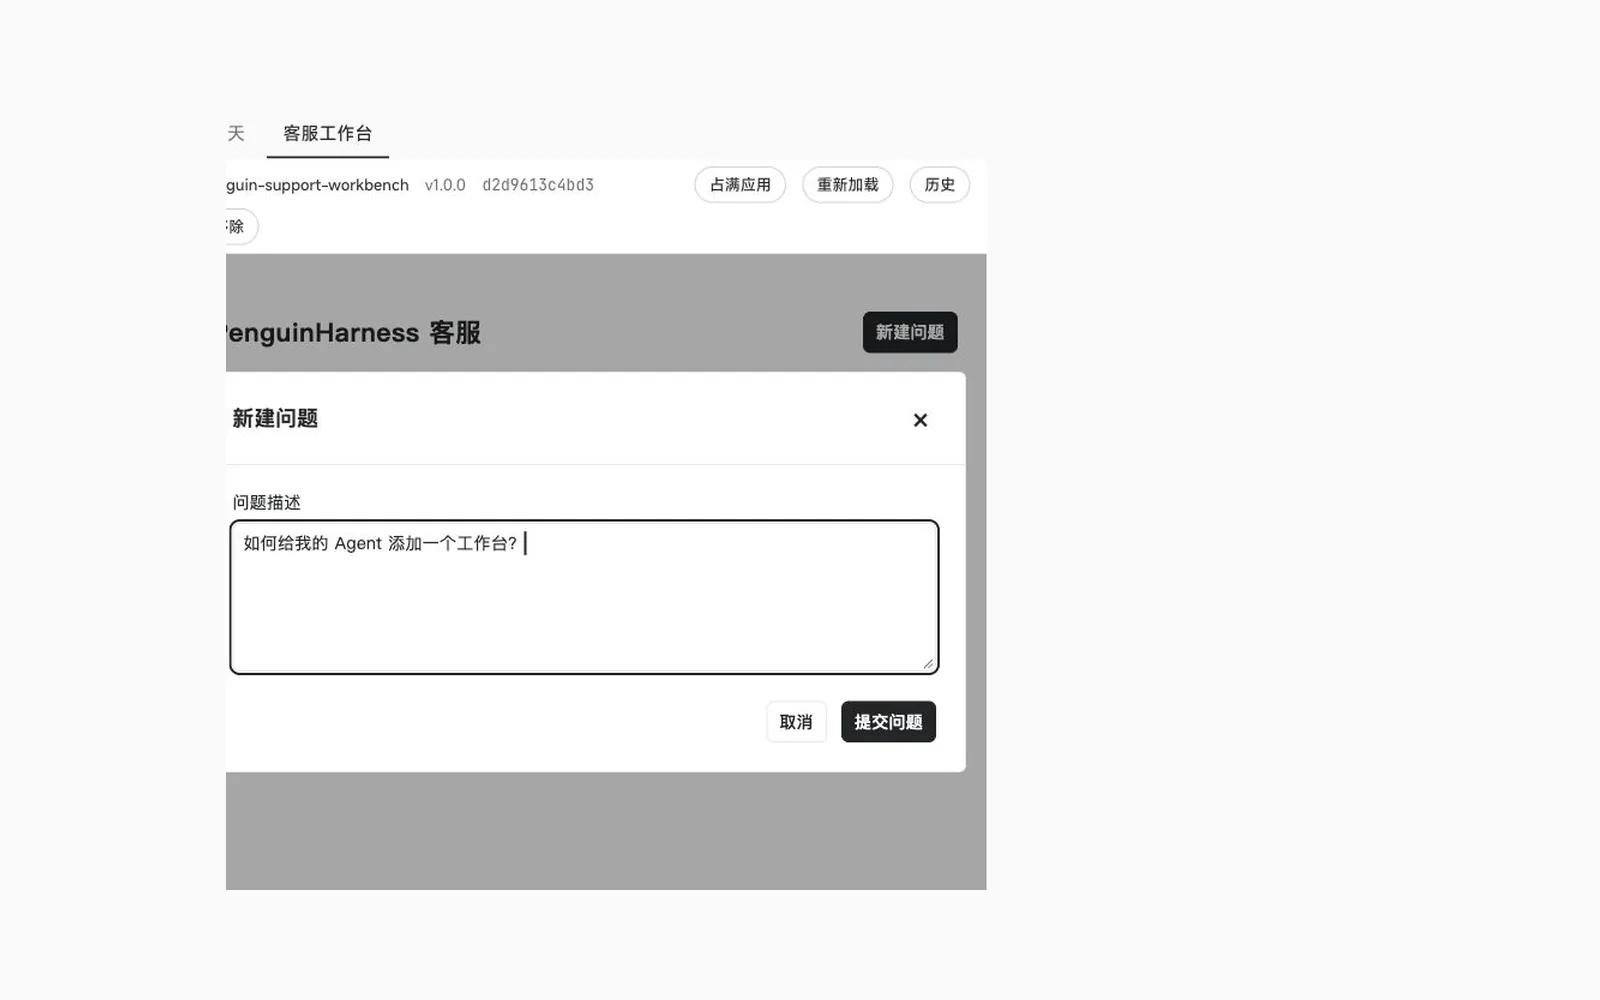 天 客服工作台
guin-support-workbench v1.0.0 d2d9613c4bd3 占满应用 重新加载 历史
除
enguinHarness 客服 新建问题
新建问题 ×
问题描述
如何给我的 Agent 添加一个工作台?
取消 提交问题